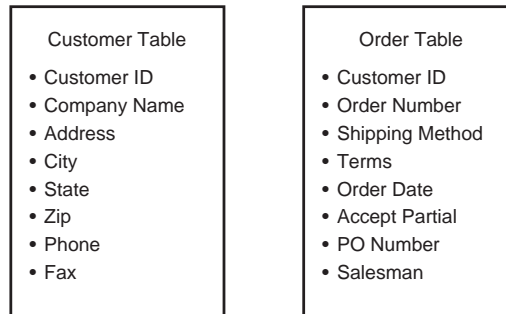 Customer Table
• Customer ID
• Company Name
• Address
• City
• State
• Zip
• Phone
• Fax
Order Table
• Customer ID
• Order Number
• Shipping Method
• Terms
• Order Date
• Accept Partial
• PO Number
• Salesman